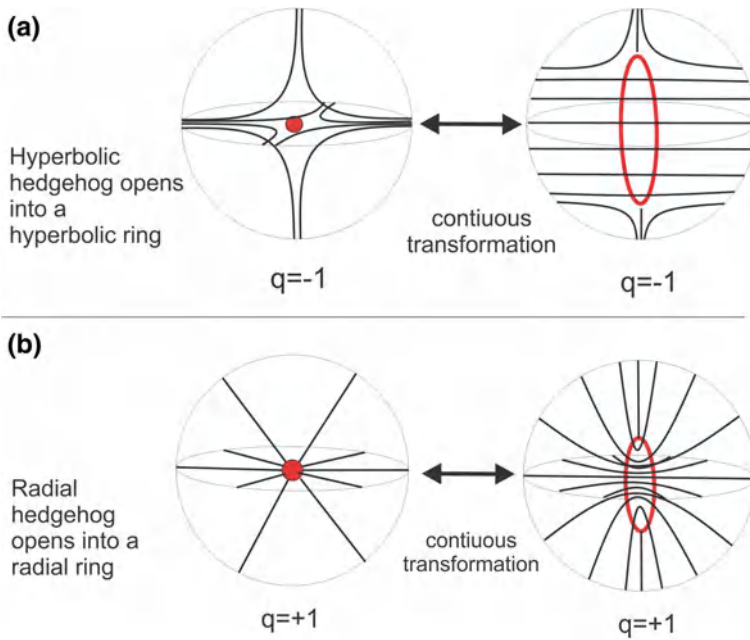 (a)
Hyperbolic
hedgehog opens
into a
hyperbolic ring
contiuous
transformation
q=-1
q=-1
(b)
Radial
hedgehog
opens into a
radial ring
contiuous
transformation
q=+1
q=+1